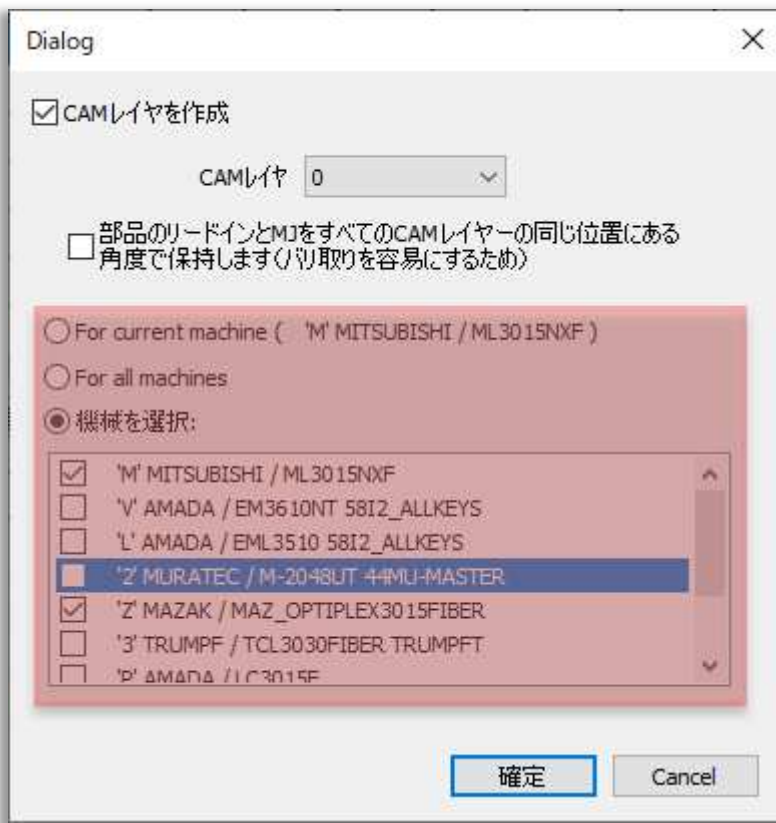 Dialog
CAMレイヤを作成
CAMレイヤ 0
部品のリードインとMJをすべてのCAMレイヤーの同じ位置にある
角度で保持します(バリ取りを容易にするため)
For current machine ( 'M' MITSUBISHI / ML3015NXF )
For all machines
機械を選択:
'M' MITSUBISHI / ML3015NXF
'V' AMADA / EM3610NT 58I2_ALLKEYS
'L' AMADA / EML3510 58I2_ALLKEYS
'2' MURATEC / M-2048UT 44MU-MASTER
'Z' MAZAK / MAZ_OPTIPLEX3015FIBER
'3' TRUMPF / TCL3030FIBER TRUMPFT
'P' AMADA / LC3015F
確定 Cancel